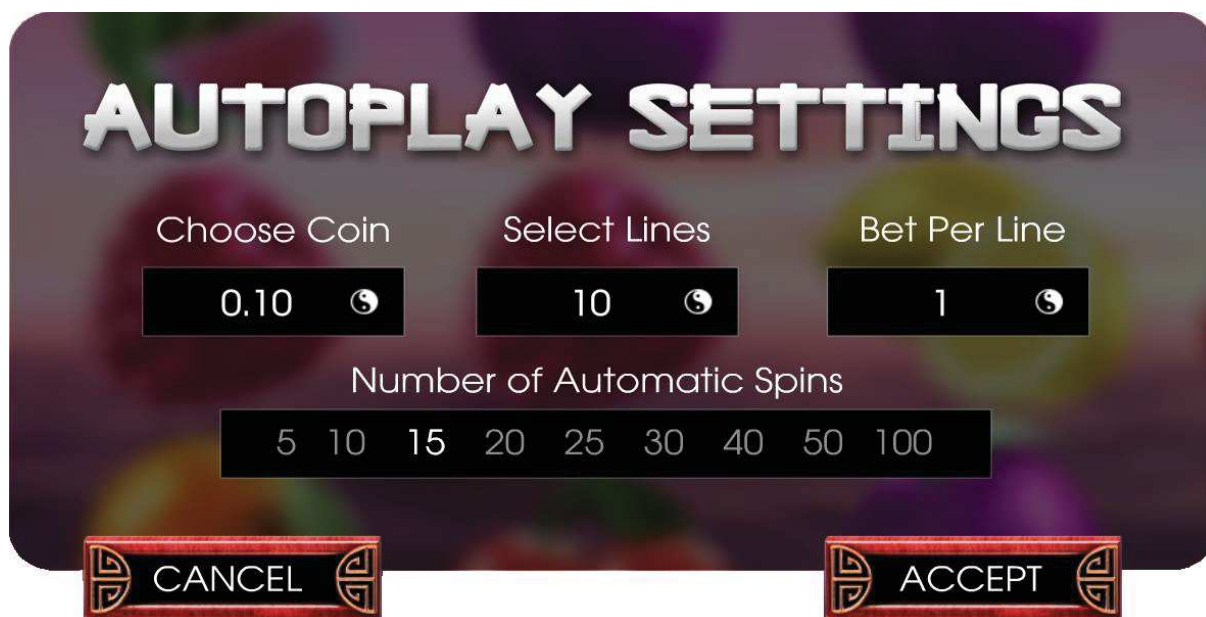 AUTOPLAY SETTINGS
Choose Coin Select Lines Bet Per Line
0.10 10 1
Number of Automatic Spins
5 10 15 20 25 30 40 50 100
CANCEL ACCEPT